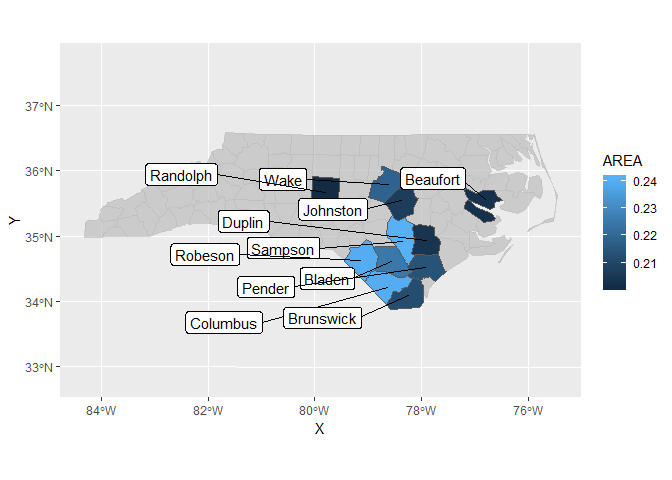 37°N
36°N
35°N
34°N
33°N
Y
Randolph
Wake
Beaufort
Johnston
Duplin
Sampson
Robeson
Bladen
Pender
Columbus
Brunswick
84°W
82°W
80°W
78°W
76°W
X
AREA
0.24
0.23
0.22
0.21